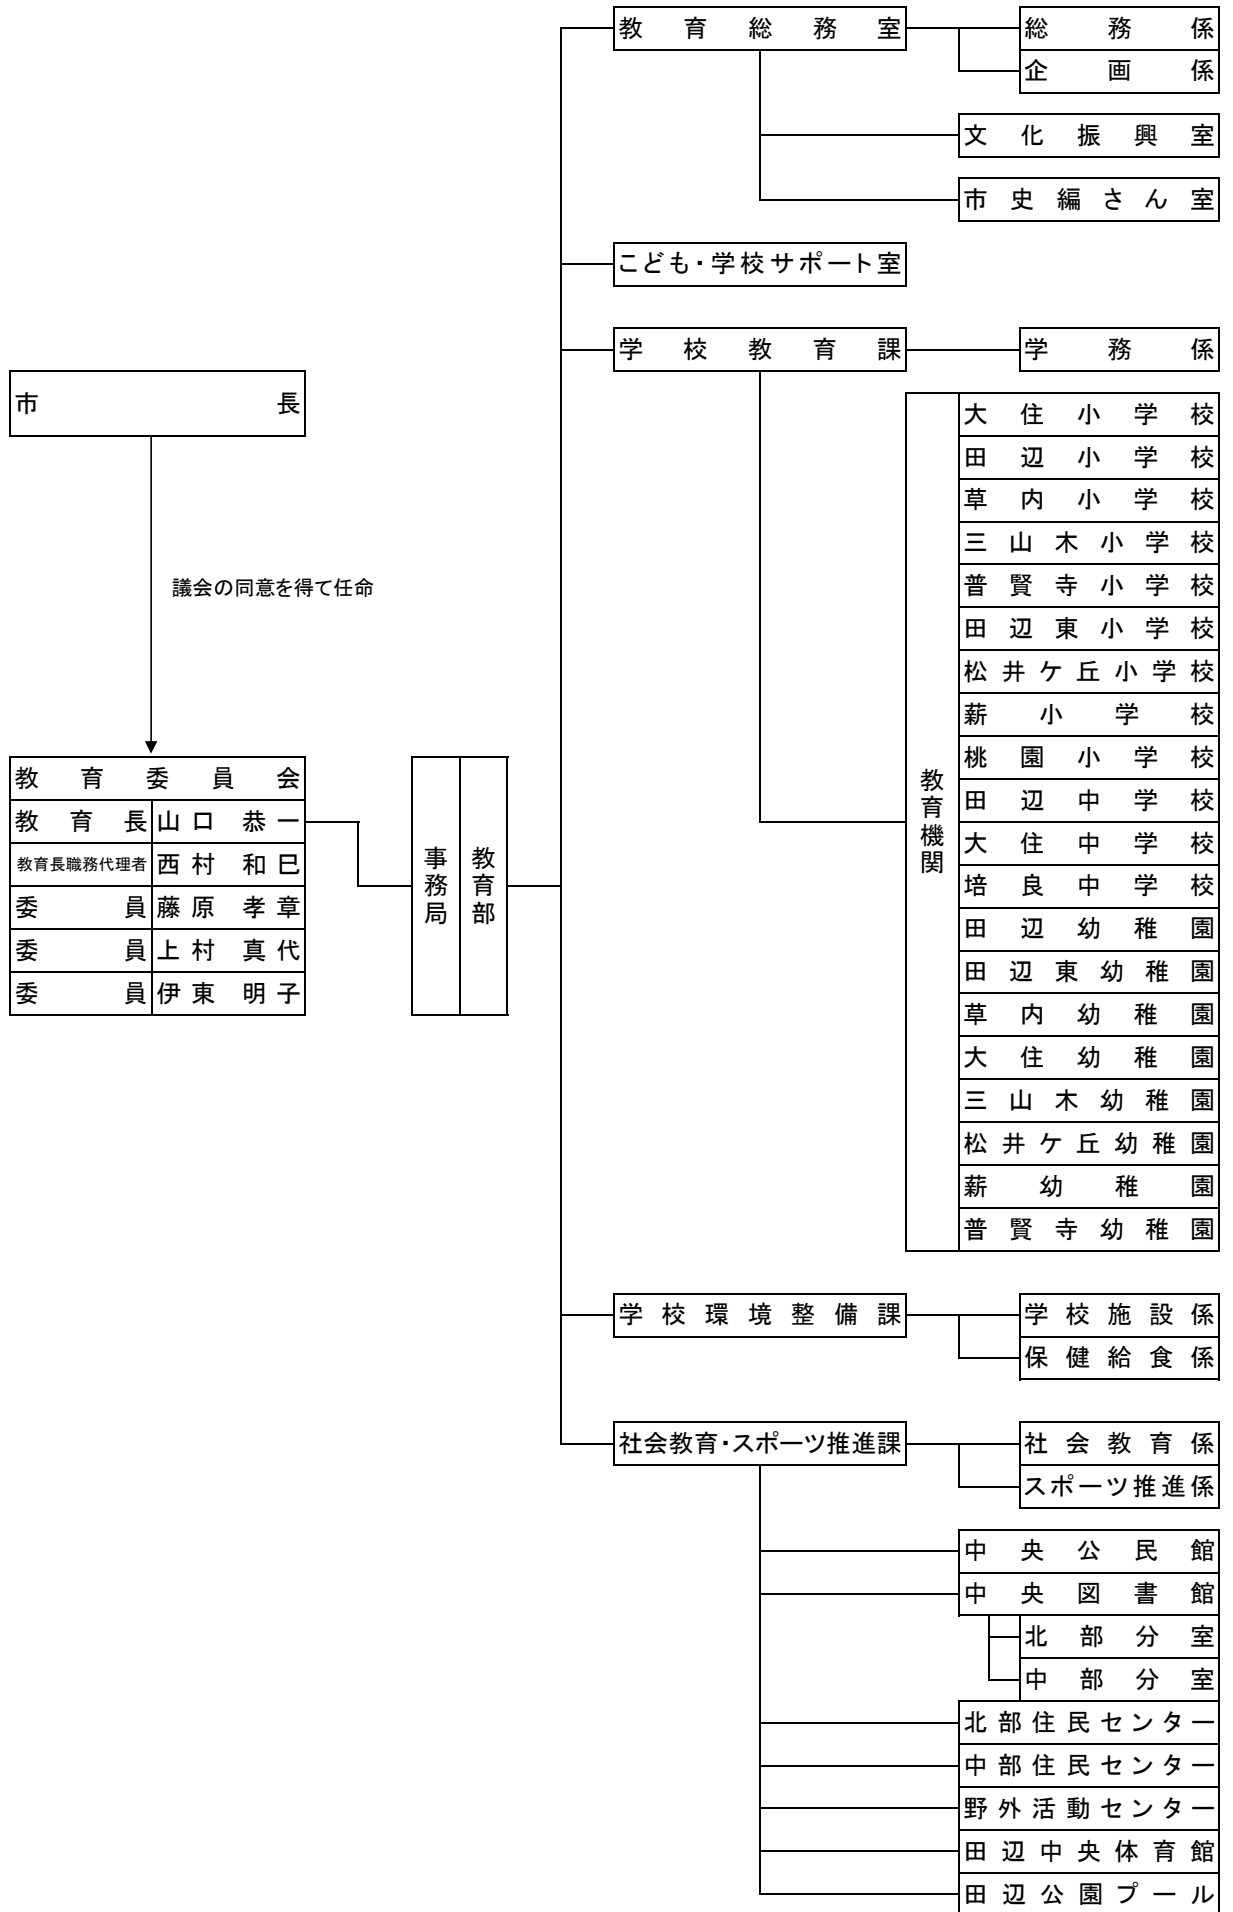 教育総務室
総務係
企画係
文化振興室
市史編さん室
こども・学校サポート室
学校教育課
学務係
市長
議会の同意を得て任命
教育委員会
教育長 山口 恭一
教育長職務代理者 西村 和巳
委員 藤原 孝章
委員 上村 真代
委員 伊東 明子
事務局
教育部
教育機関
大住小学校
田辺小学校
草内小学校
三山木小学校
普賢寺小学校
田辺東小学校
松井ケ丘小学校
薪小学校
桃園小学校
田辺中学校
大住中学校
培良中学校
田辺幼稚園
田辺東幼稚園
草内幼稚園
大住幼稚園
三山木幼稚園
松井ケ丘幼稚園
薪幼稚園
普賢寺幼稚園
学校環境整備課
学校施設係
保健給食係
社会教育・スポーツ推進課
社会教育係
スポーツ推進係
中央公民館
中央図書館
北部分室
中部分室
北部住民センター
中部住民センター
野外活動センター
田辺中央体育館
田辺公園プール